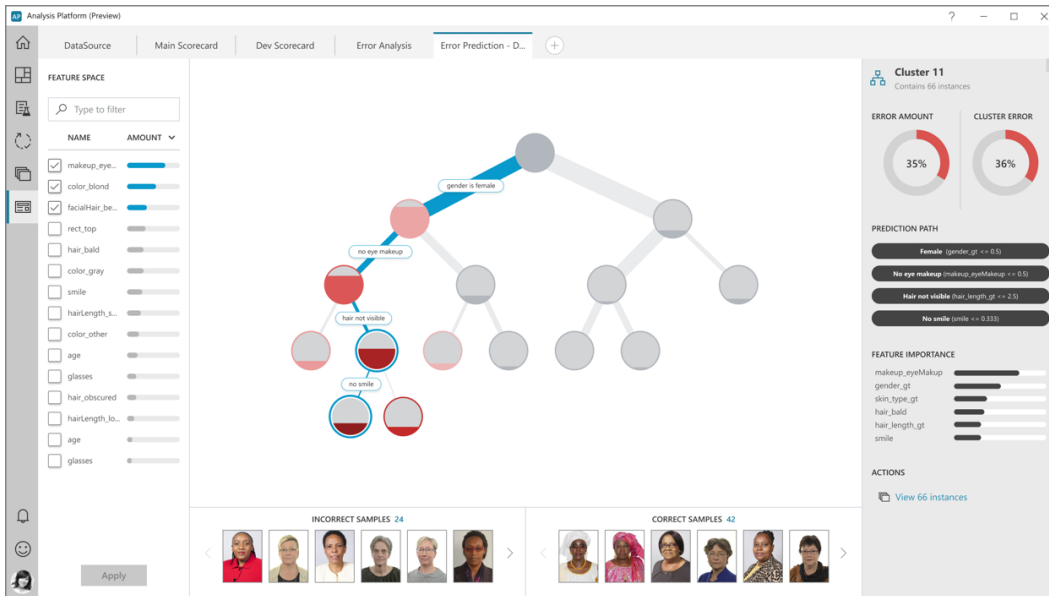 AP Analysis Platform (Preview)
DataSource
Main Scorecard
Dev Scorecard
Error Analysis
Error Prediction - D...
FEATURE SPACE
Type to filter
NAME AMOUNT
makeup_eye...
color_blond
facialHair_be...
rect_top
hair_bald
color_gray
smile
hairLength_s...
color_other
age
glasses
hair_obscured
hairLength_lo...
age
glasses
Apply
gender is female
no eye makeup
hair not visible
no smile
INCORRECT SAMPLES 24
CORRECT SAMPLES 42
Cluster 11
Contains 66 instances
ERROR AMOUNT
CLUSTER ERROR
35%
36%
PREDICTION PATH
Female (gender_gt <= 0.5)
No eye makeup (makeup_eyeMakeup <= 0.5)
Hair not visible (hair_length_gt <= 2.5)
No smile (smile <= 0.333)
FEATURE IMPORTANCE
makeup_eyeMakup
gender_gt
skin_type_gt
hair_bald
hair_length_gt
smile
ACTIONS
View 66 instances